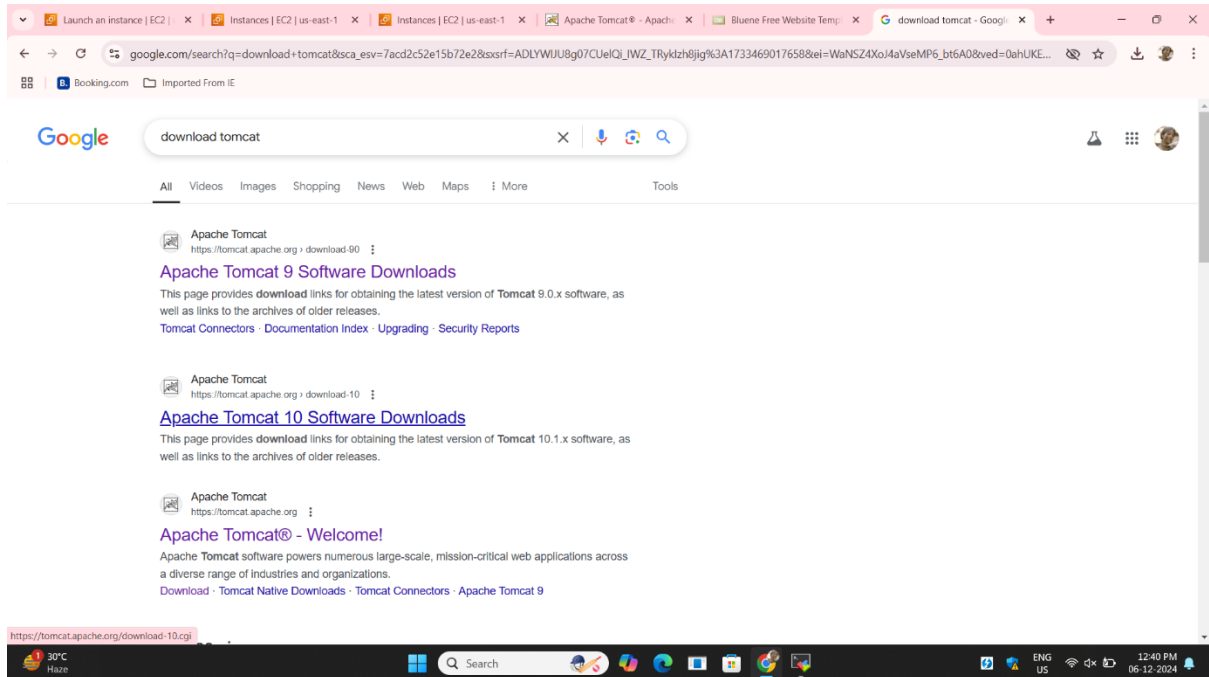 Launch an instance | EC2 |
Instances | EC2 | us-east-1
Instances | EC2 | us-east-1
Apache Tomcat® - Apache
Bluene Free Website Temp
download tomcat - Googl
google.com/search?q=download+tomcat&sca_esv=7acd2c52e15b72e2&sxsrf=
Booking.com
Imported From IE
Google
download tomcat
All Videos Images Shopping News Web Maps More Tools
Apache Tomcat
https://tomcat.apache.org › download-90
Apache Tomcat 9 Software Downloads
This page provides download links for obtaining the latest version of Tomcat 9.0.x software, as
well as links to the archives of older releases.
Tomcat Connectors · Documentation Index · Upgrading · Security Reports
Apache Tomcat
https://tomcat.apache.org › download-10
Apache Tomcat 10 Software Downloads
This page provides download links for obtaining the latest version of Tomcat 10.1.x software, as
well as links to the archives of older releases.
Apache Tomcat
https://tomcat.apache.org
Apache Tomcat® - Welcome!
Apache Tomcat software powers numerous large-scale, mission-critical web applications across
a diverse range of industries and organizations.
Download · Tomcat Native Downloads · Tomcat Connectors · Apache Tomcat 9
https://tomcat.apache.org/download-10.cgi
1
30°C
Haze
Search
ENG
US
12:40 PM
06-12-2024